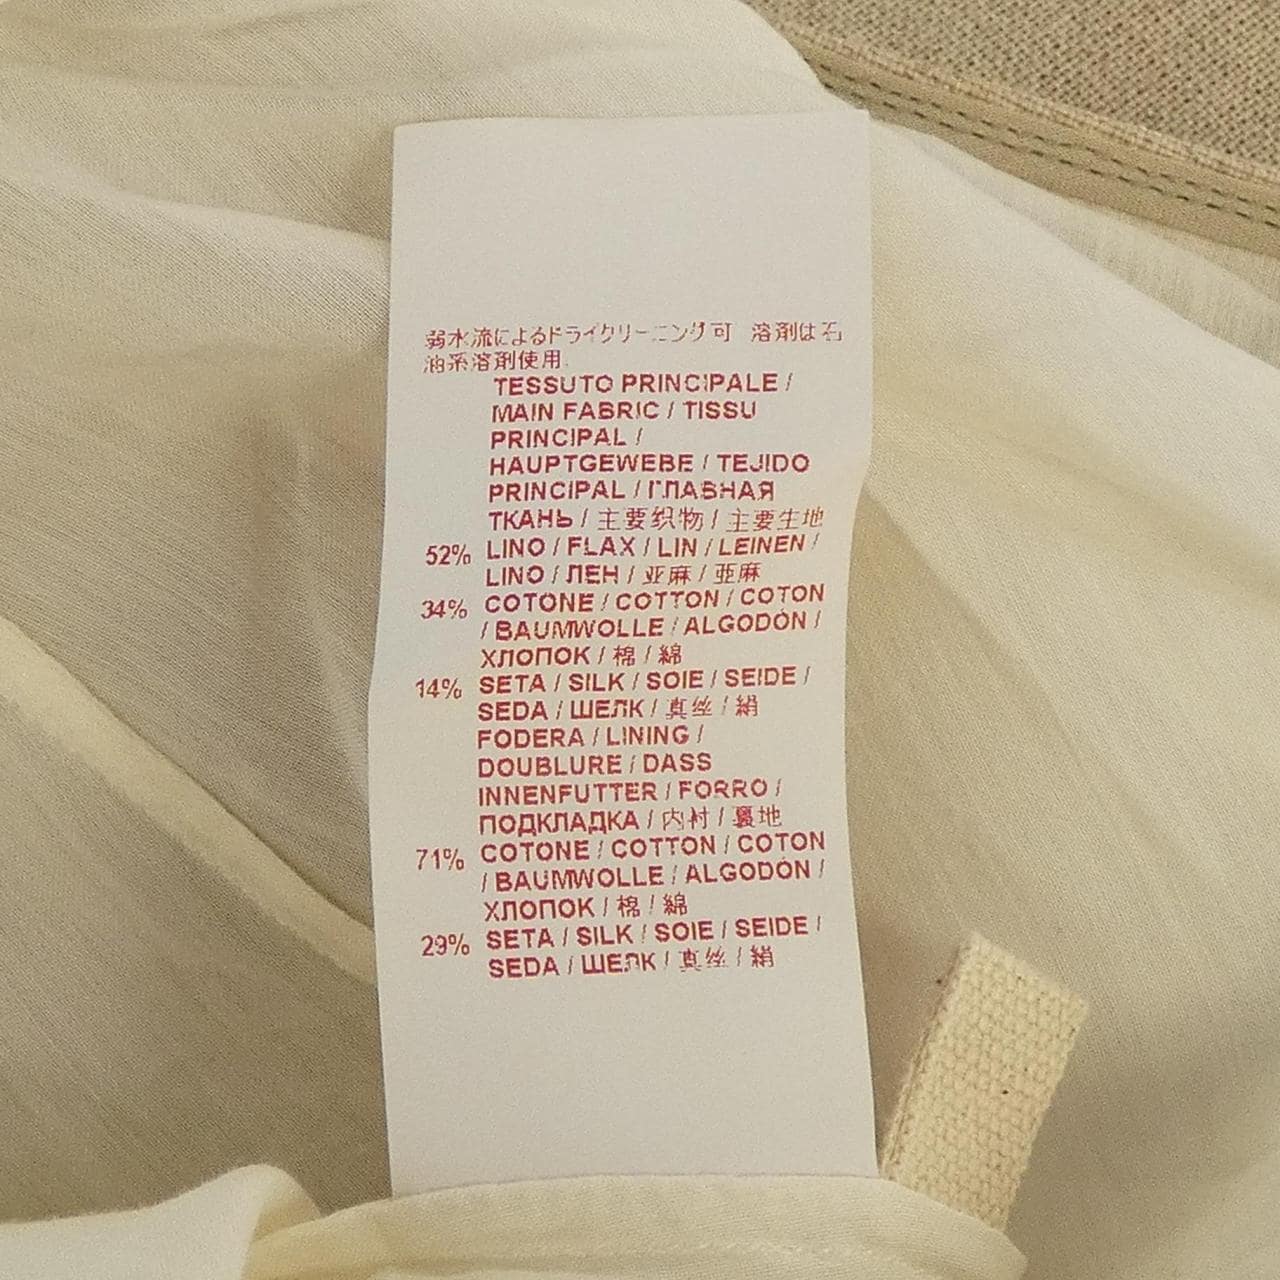 弱水流によるドライクリーニング可 溶剤は石
油系溶剤使用.
TESSUTO PRINCIPALE /
MAIN FABRIC / TISSU
PRINCIPAL /
HAUPTGEWEBE / TEJIDO
PRINCIPAL / ГЛАВНАЯ
ТКАНЬ / 主要织物 / 主要生地
52% LINO / FLAX / LIN / LEINEN /
LINO / ЛЕН / 亚麻 / 亜麻
34% COTONE / COTTON / COTON
/ BAUMWOLLE / ALGODÓN /
ХЛОПОК / 棉 / 綿
14% SETA / SILK / SOIE / SEIDE /
SEDA / ШЕЛК / 真丝 / 絹
FODERA / LINING /
DOUBLURE / DASS
INNENFUTTER / FORRO /
ПОДКЛАДКА / 内衬 / 裏地
71% COTONE / COTTON / COTON
/ BAUMWOLLE / ALGODÓN /
ХЛОПОК / 棉 / 綿
29% SETA / SILK / SOIE / SEIDE /
SEDA / ШЕЛК / 真丝 / 絹